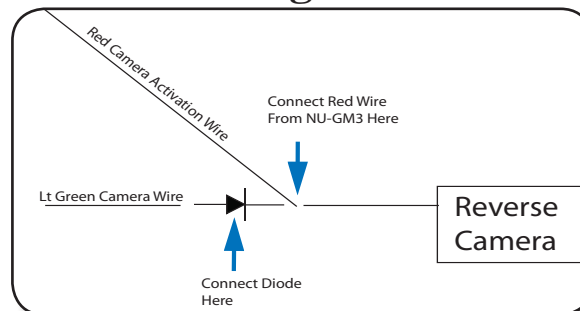 Red Camera Activation Wire
Connect Red Wire
From NU-GM3 Here
Lt Green Camera Wire
Reverse
Camera
Connect Diode
Here